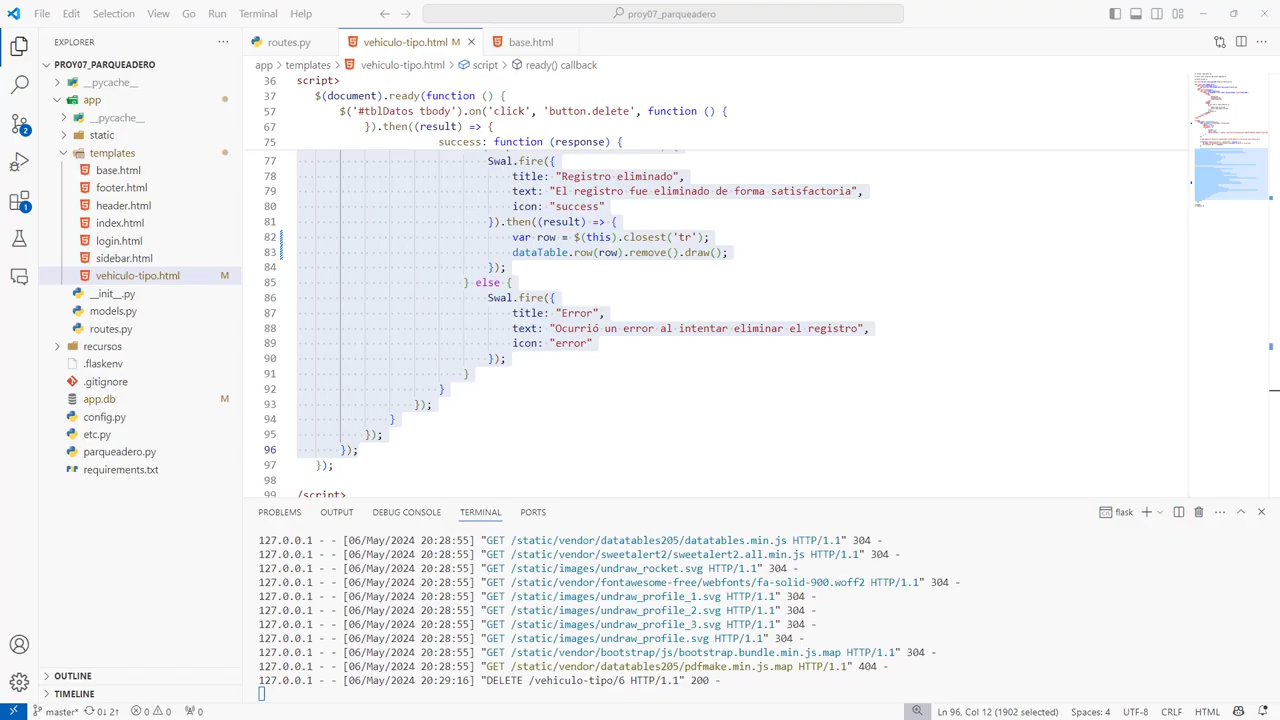 File Edit Selection View Go Run Terminal Help
proy07_parqueadero
EXPLORER
PROY07_PARQUEADERO
__pycache__
app
__pycache__
static
templates
base.html
footer.html
header.html
index.html
login.html
sidebar.html
vehiculo-tipo.html M
__init__.py
models.py
routes.py
recursos
.flaskenv
.gitignore
app.db M
config.py
etc.py
parqueadero.py
requirements.txt
OUTLINE
TIMELINE
routes.py
vehiculo-tipo.html M
base.html
app > templates > vehiculo-tipo.html > script > ready() callback
36 script>
37 $(document).ready(function () {
57 $('#tblDatos tbody').on('click', 'button.delete', function () {
67 }).then((result) => {
success: function(response) {
77 Swal.fire({
78 title: "Registro eliminado",
79 text: "El registro fue eliminado de forma satisfactoria",
80 icon: "success"
81 }).then((result) => {
82 var row = $(this).closest('tr');
83 dataTable.row(row).remove().draw();
84 });
85 } else {
86 Swal.fire({
87 title: "Error",
88 text: "Ocurrió un error al intentar eliminar el registro",
89 icon: "error"
90 });
91 }
92 }
93 });
94 }
95 });
96 });
97 });
98
99 /script>
PROBLEMS OUTPUT DEBUG CONSOLE TERMINAL PORTS
flask
127.0.0.1 - - [06/May/2024 20:28:55] "GET /static/vendor/datatables205/datatables.min.js HTTP/1.1" 304 -
127.0.0.1 - - [06/May/2024 20:28:55] "GET /static/vendor/sweetalert2/sweetalert2.all.min.js HTTP/1.1" 304 -
127.0.0.1 - - [06/May/2024 20:28:55] "GET /static/images/undraw_rocket.svg HTTP/1.1" 304 -
127.0.0.1 - - [06/May/2024 20:28:55] "GET /static/vendor/fontawesome-free/webfonts/fa-solid-900.woff2 HTTP/1.1" 304 -
127.0.0.1 - - [06/May/2024 20:28:55] "GET /static/images/undraw_profile_1.svg HTTP/1.1" 304 -
127.0.0.1 - - [06/May/2024 20:28:55] "GET /static/images/undraw_profile_2.svg HTTP/1.1" 304 -
127.0.0.1 - - [06/May/2024 20:28:55] "GET /static/images/undraw_profile_3.svg HTTP/1.1" 304 -
127.0.0.1 - - [06/May/2024 20:28:55] "GET /static/images/undraw_profile.svg HTTP/1.1" 304 -
127.0.0.1 - - [06/May/2024 20:28:55] "GET /static/vendor/bootstrap/js/bootstrap.bundle.min.js.map HTTP/1.1" 304 -
127.0.0.1 - - [06/May/2024 20:28:55] "GET /static/vendor/datatables205/pdfmake.min.js.map HTTP/1.1" 404 -
127.0.0.1 - - [06/May/2024 20:29:16] "DELETE /vehiculo-tipo/6 HTTP/1.1" 200 -
master* 0↓ 2↑ 0 0 0 Ln 96, Col 12 (1902 selected) Spaces: 4 UTF-8 CRLF HTML